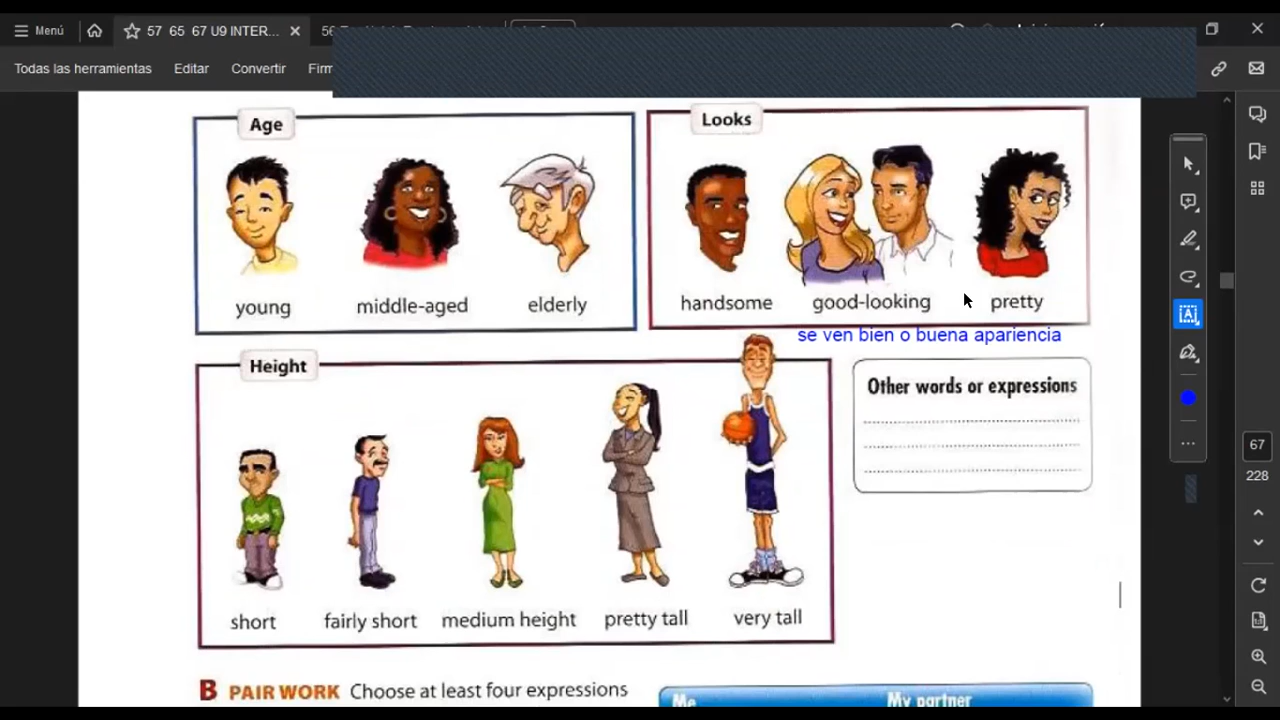 Menú
57 65 67 U9 INTER...
Todas las herramientas
Editar
Convertir
Age
Looks
young
middle-aged
elderly
handsome
good-looking
pretty
se ven bien o buena apariencia
Height
Other words or expressions
short
fairly short
medium height
pretty tall
very tall
B PAIR WORK Choose at least four expressions
Me
My partner
67
228